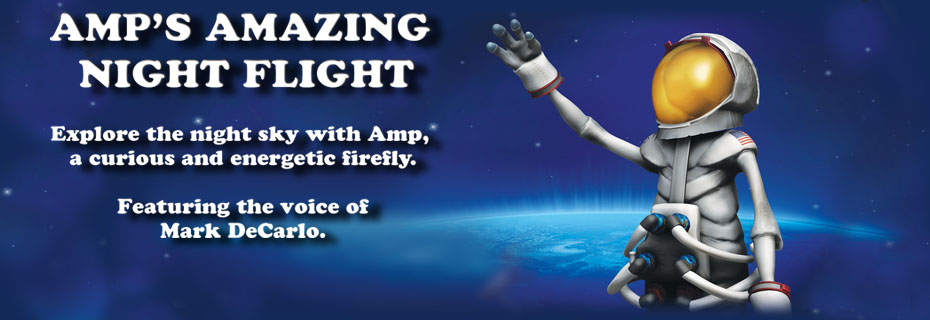 AMP'S AMAZING
NIGHT FLIGHT
Explore the night sky with Amp,
a curious and energetic firefly.
Featuring the voice of
Mark DeCarlo.